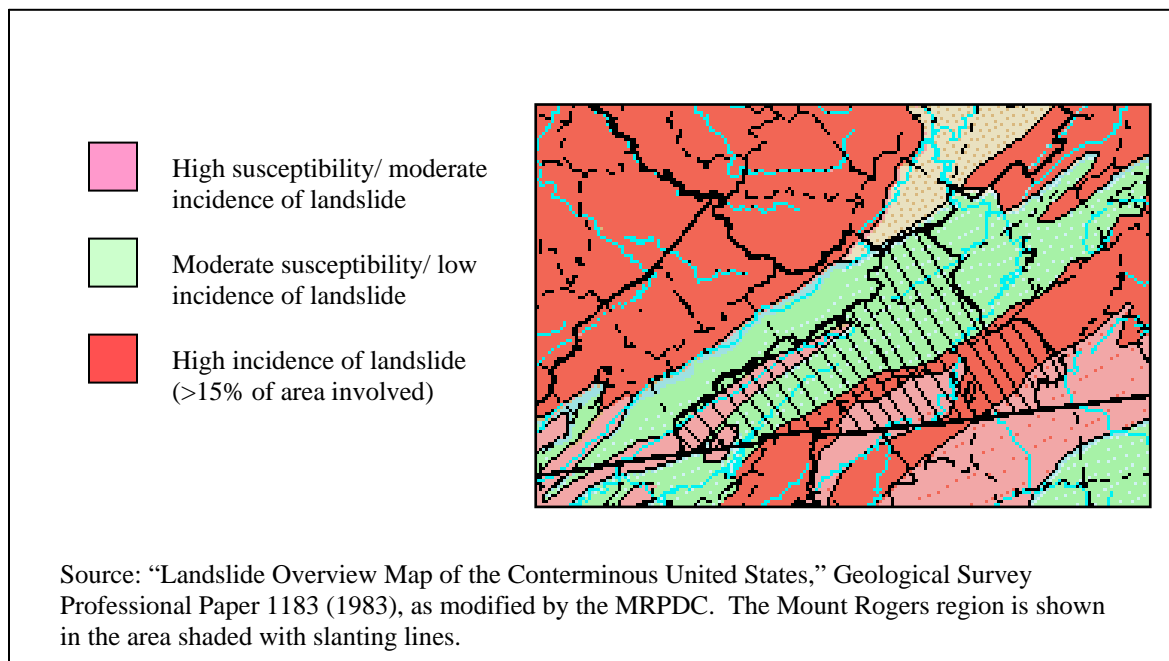 High susceptibility/ moderate
incidence of landslide
Moderate susceptibility/ low
incidence of landslide
High incidence of landslide
(>15% of area involved)
Source: “Landslide Overview Map of the Conterminous United States,” Geological Survey
Professional Paper 1183 (1983), as modified by the MRPDC.  The Mount Rogers region is shown
in the area shaded with slanting lines.